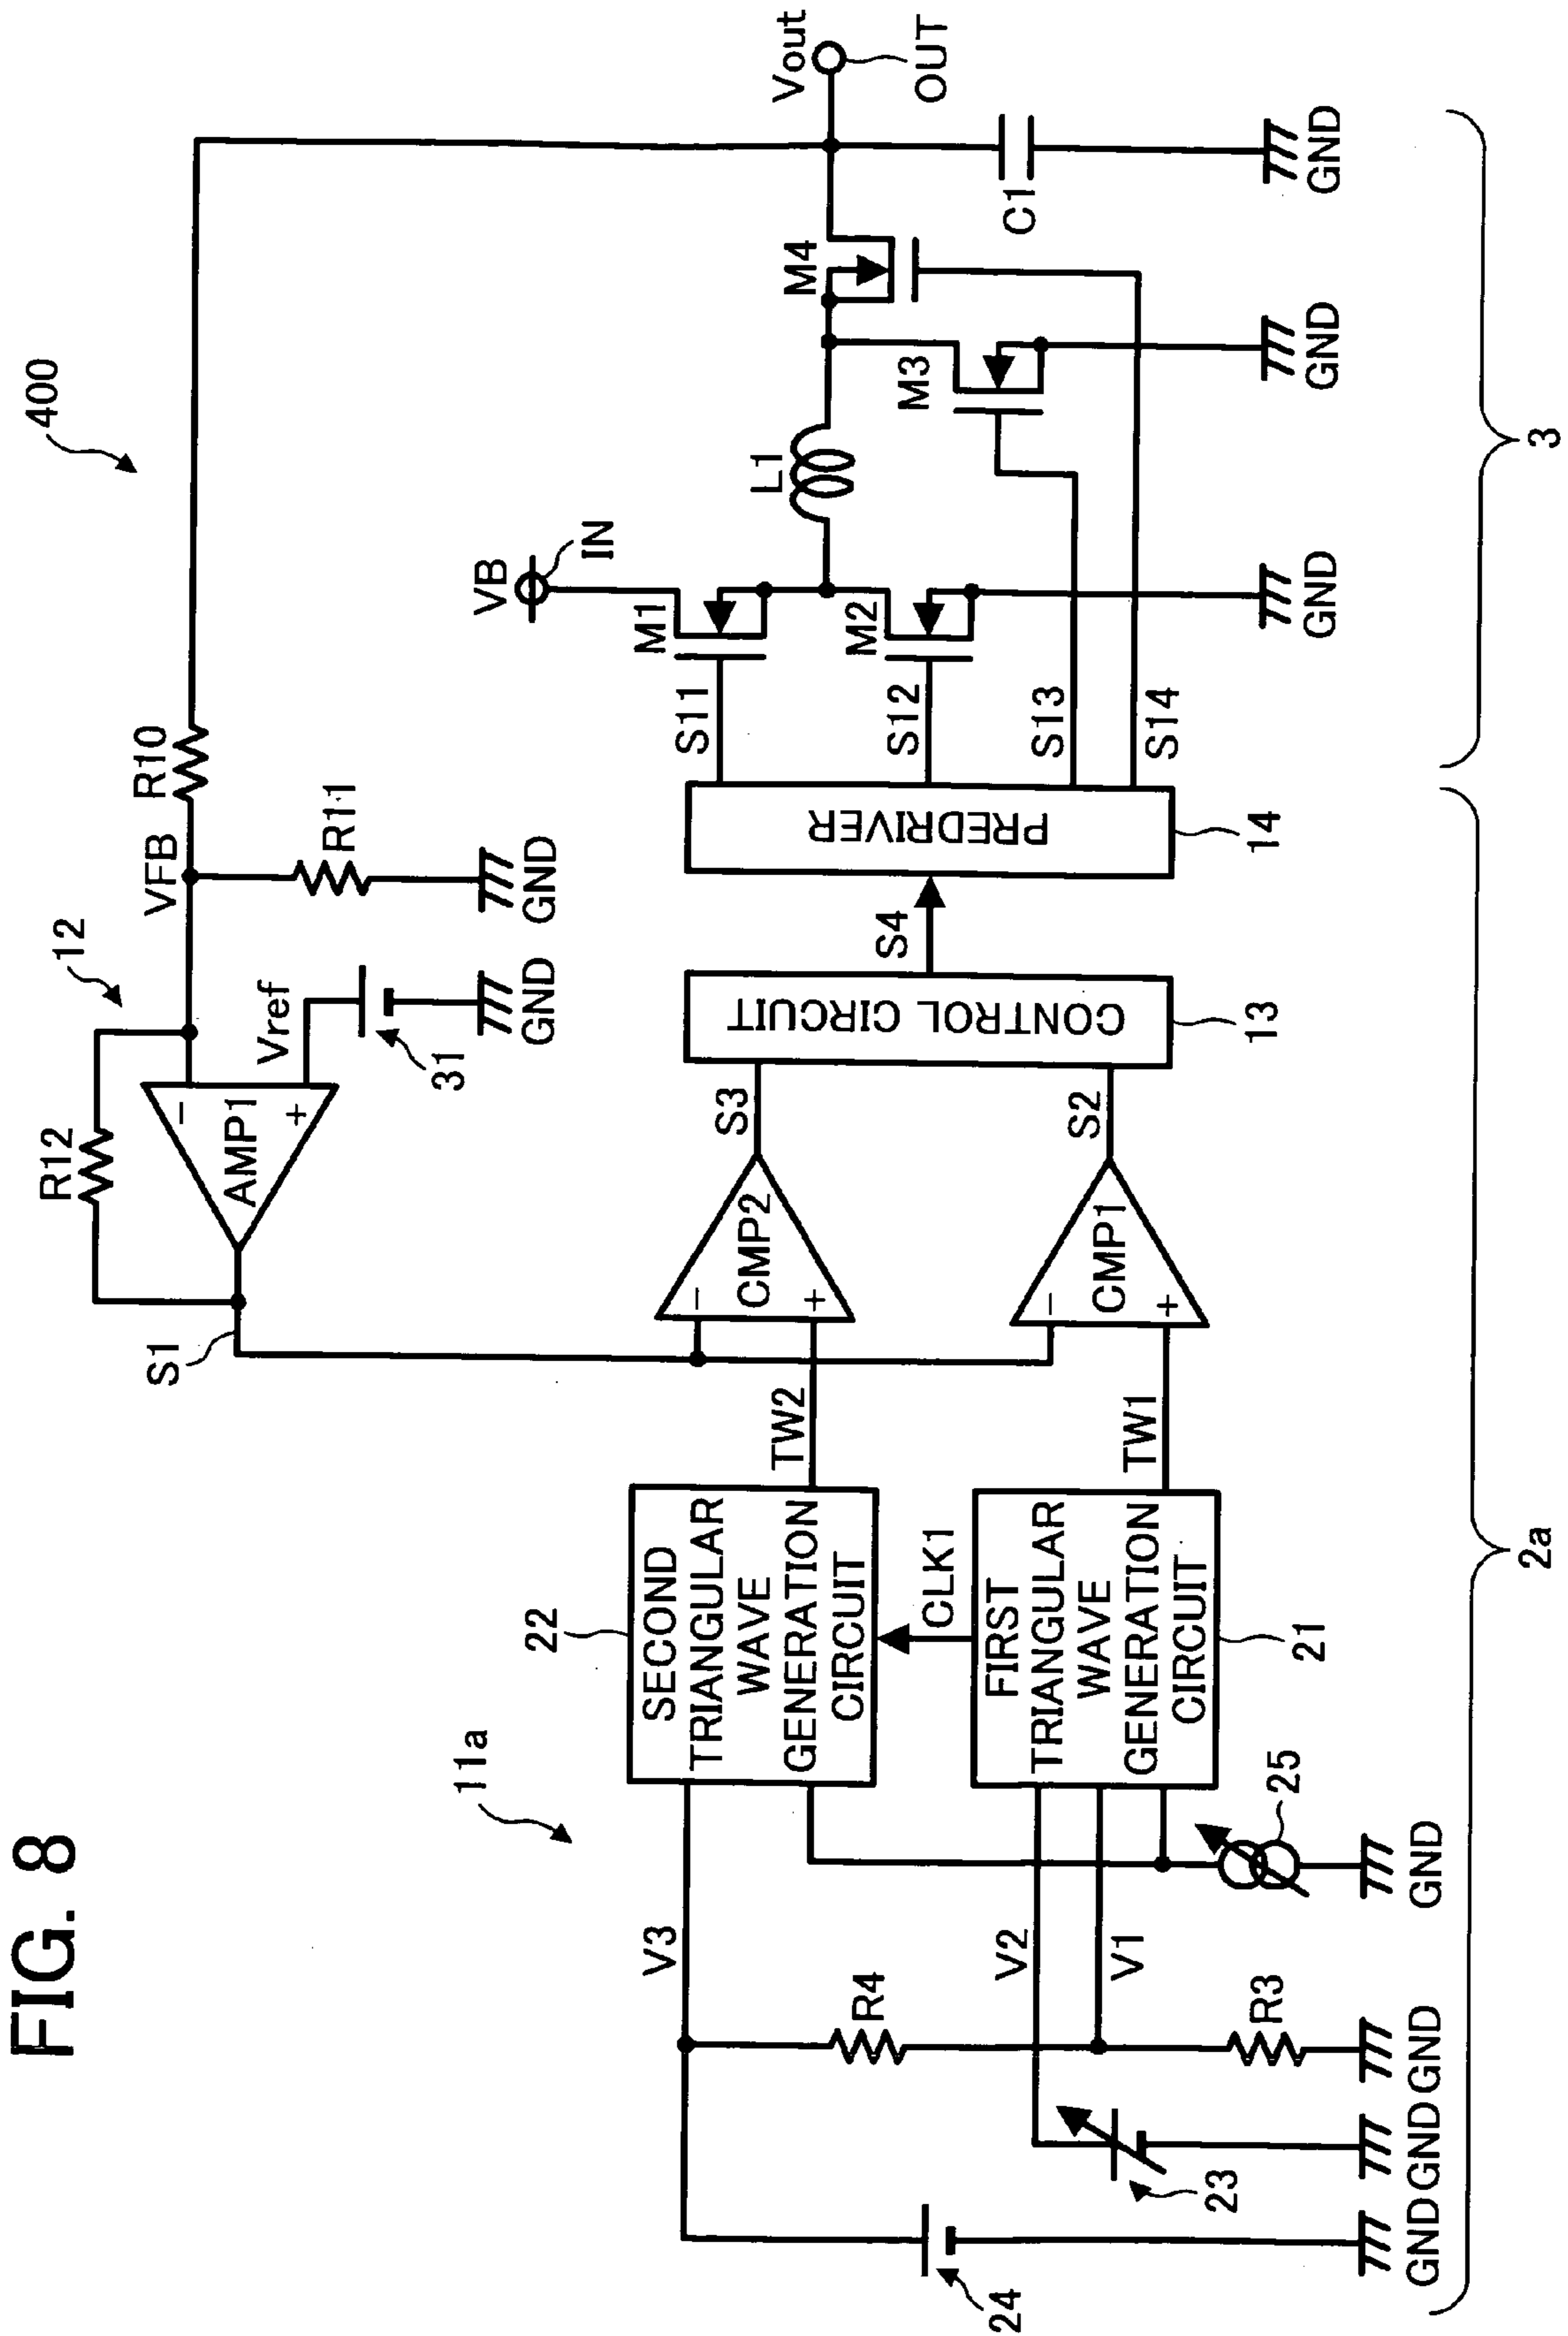 FIG. 8
400
12
R12
S1
AMP1
-
+
Vref
31
GND
VFB
R10
R11
GND
11a
22
SECOND
TRIANGULAR
WAVE
GENERATION
CIRCUIT
V3
TW2
CMP2
-
+
S3
CLK1
FIRST
TRIANGULAR
WAVE
GENERATION
CIRCUIT
21
V2
V1
TW1
CMP1
-
+
S2
24
23
R4
R3
25
GND
GND
GND
GND
CONTROL CIRCUIT
13
S4
PREDRIVER
14
S11
S12
S13
S14
VB
IN
M1
M2
GND
L1
M3
GND
M4
C1
GND
Vout
OUT
2a
3